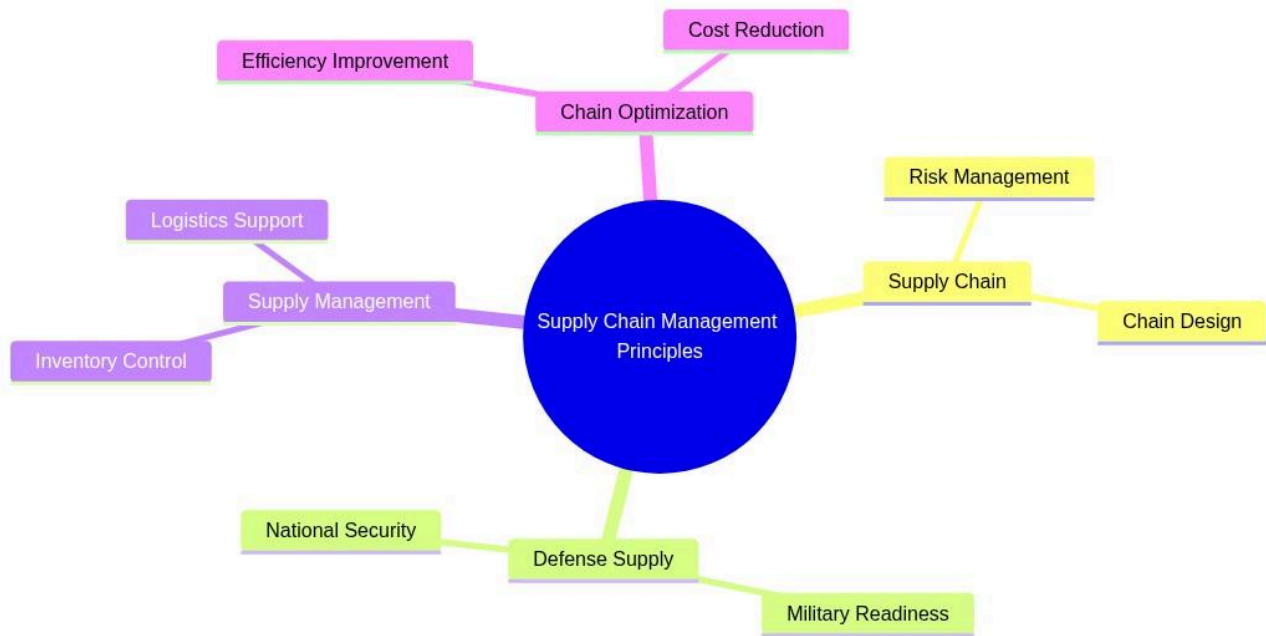 Cost Reduction
Efficiency Improvement
Chain Optimization
Risk Management
Logistics Support
Supply Chain
Supply Management
Supply Chain Management
Principles
Chain Design
Inventory Control
National Security
Defense Supply
Military Readiness